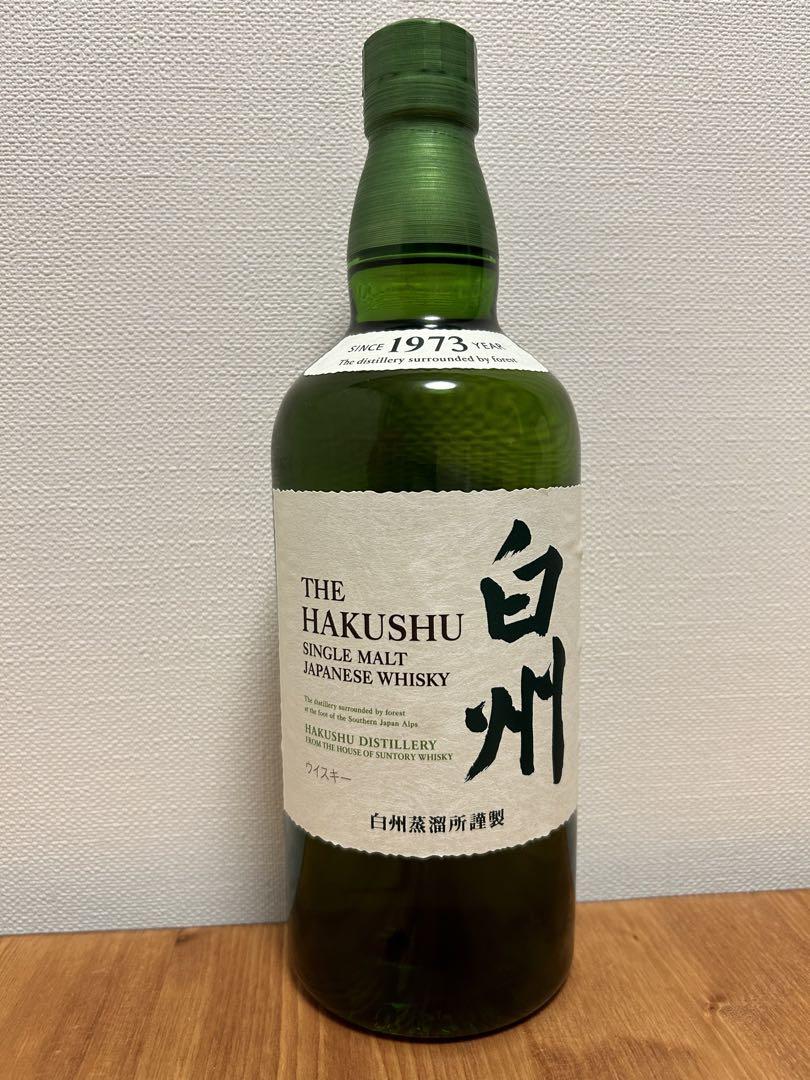 SINCE 1973 YEAR
The distillery surrounded by forest
白州
THE
HAKUSHU
SINGLE MALT
JAPANESE WHISKY
The distillery surrounded by forest
at the foot of the Southern Japan Alps
HAKUSHU DISTILLERY
FROM THE HOUSE OF SUNTORY WHISKY
ウイスキー
白州蒸溜所謹製